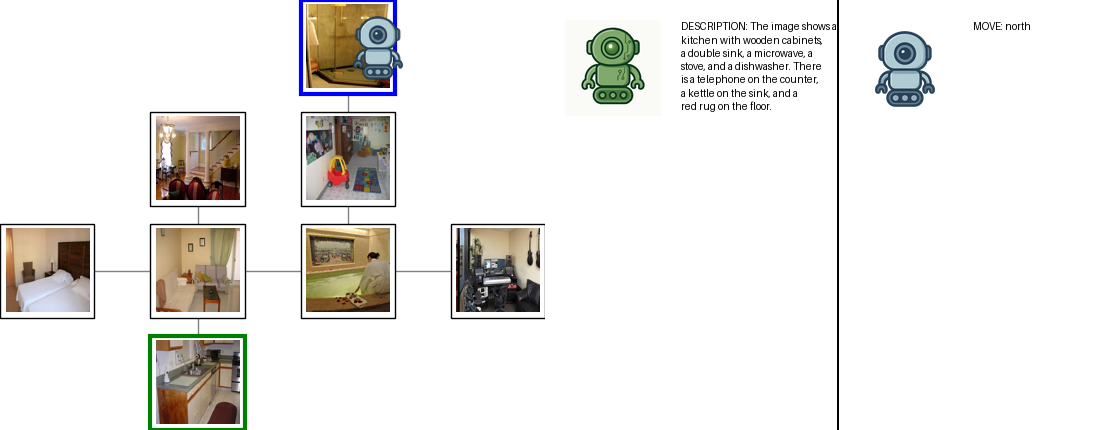 DESCRIPTION: The image shows a
kitchen with wooden cabinets,
a double sink, a microwave, a
stove, and a dishwasher. There
is a telephone on the counter,
a kettle on the sink, and a
red rug on the floor.
MOVE: north